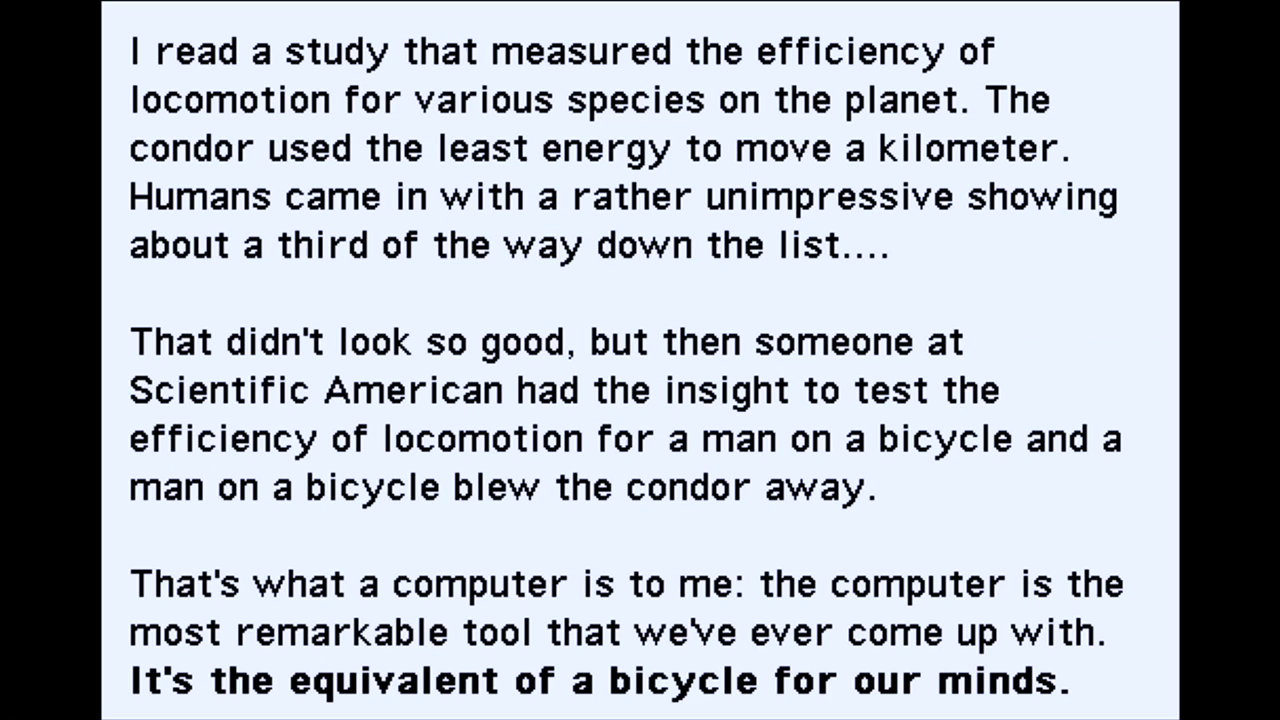 I read a study that measured the efficiency of
locomotion for various species on the planet. The
condor used the least energy to move a kilometer.
Humans came in with a rather unimpressive showing
about a third of the way down the list....
That didn't look so good, but then someone at
Scientific American had the insight to test the
efficiency of locomotion for a man on a bicycle and a
man on a bicycle blew the condor away.
That's what a computer is to me: the computer is the
most remarkable tool that we've ever come up with.
It's the equivalent of a bicycle for our minds.